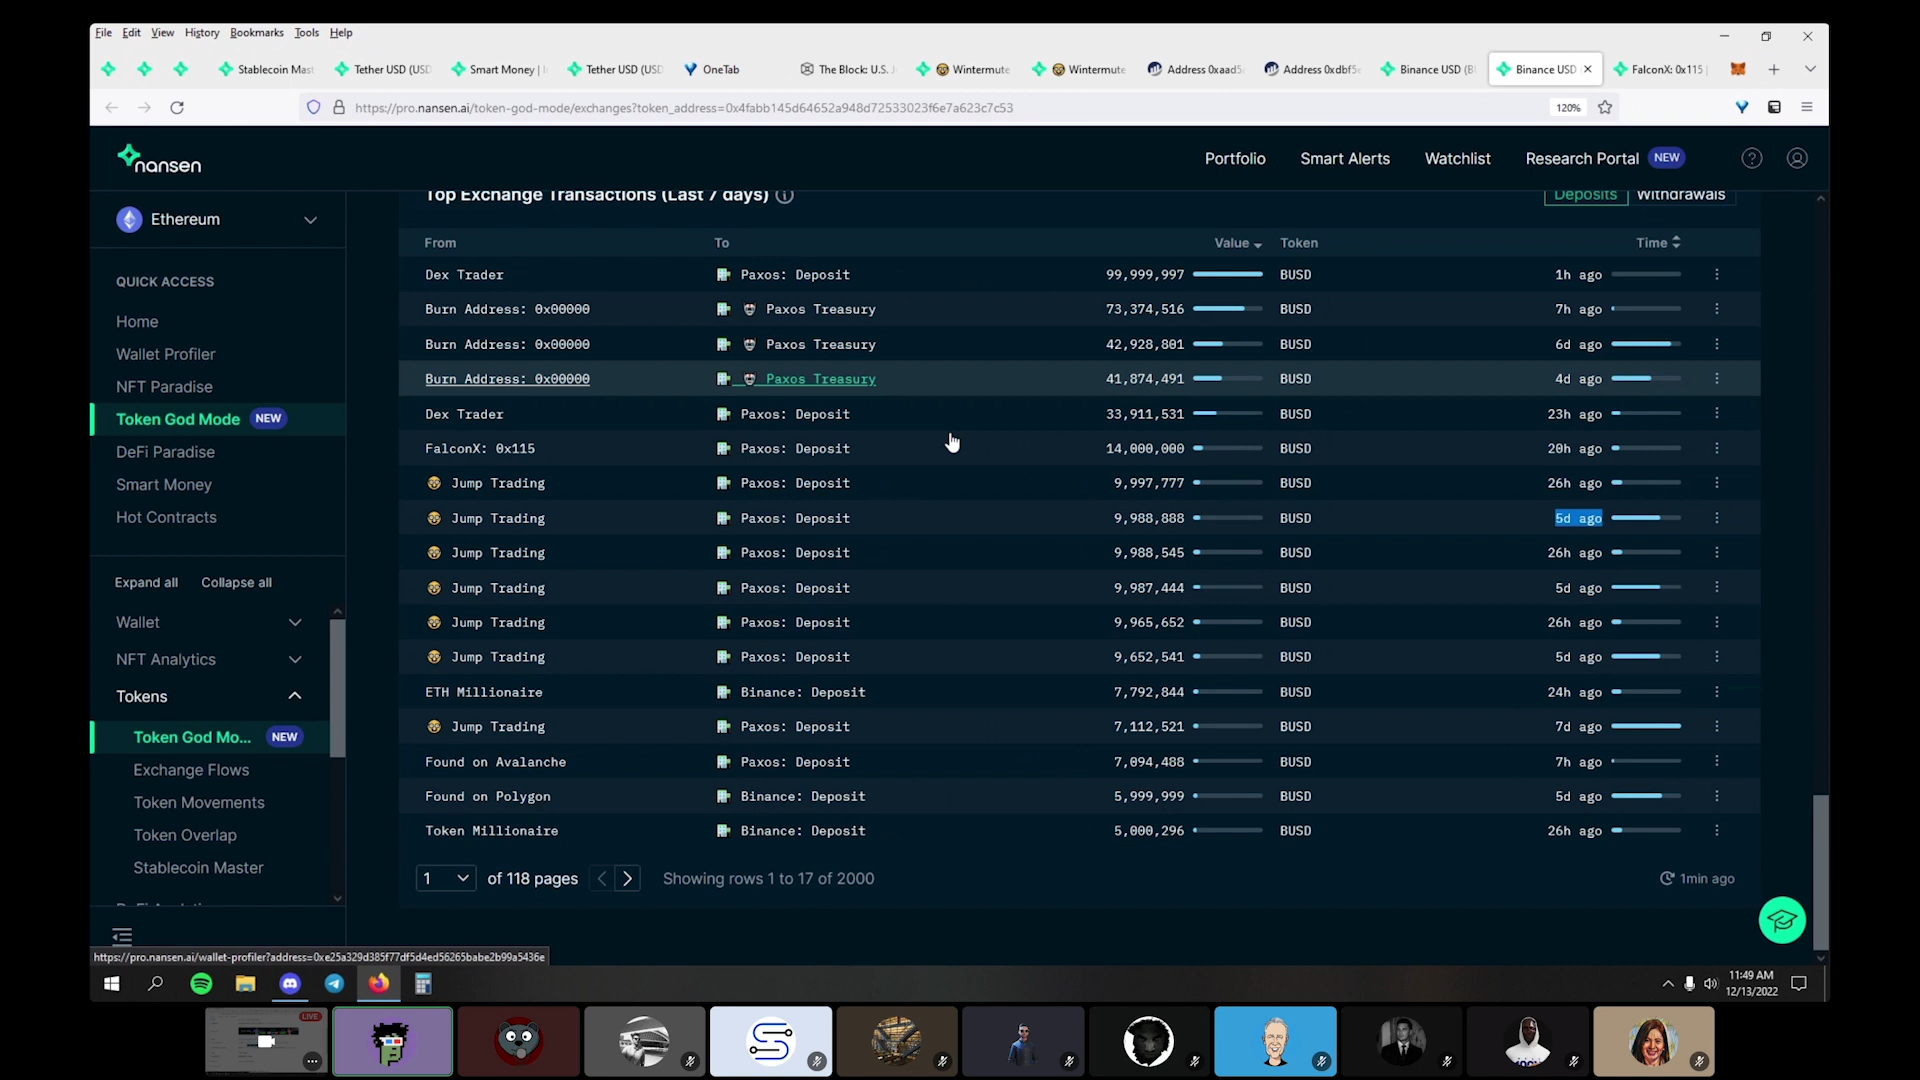 File Edit View History Bookmarks Tools Help
Stablecoin Mast Tether USD (USD Smart Money | I Tether USD (USD OneTab The Block: U.S. Wintermute Wintermute Address 0xaad5 Address 0xdbf5 Binance USD (B Binance USD FalconX: 0x115 |
https://pro.nansen.ai/token-god-mode/exchanges?token_address=0x4fabb145d64652a948d72533023f6e7a623c7c53 120%
nansen Portfolio Smart Alerts Watchlist Research Portal NEW
Ethereum
QUICK ACCESS
Home
Wallet Profiler
NFT Paradise
Token God Mode NEW
DeFi Paradise
Smart Money
Hot Contracts
Expand all Collapse all
Wallet
NFT Analytics
Tokens
Token God Mo... NEW
Exchange Flows
Token Movements
Token Overlap
Stablecoin Master
Top Exchange Transactions (Last 7 days) Deposits Withdrawals
From To Value Token Time
Dex Trader Paxos: Deposit 99,999,997 BUSD 1h ago
Burn Address: 0x00000 Paxos Treasury 73,374,516 BUSD 7h ago
Burn Address: 0x00000 Paxos Treasury 42,928,801 BUSD 6d ago
Burn Address: 0x00000 Paxos Treasury 41,874,491 BUSD 4d ago
Dex Trader Paxos: Deposit 33,911,531 BUSD 23h ago
FalconX: 0x115 Paxos: Deposit 14,000,000 BUSD 20h ago
Jump Trading Paxos: Deposit 9,997,777 BUSD 26h ago
Jump Trading Paxos: Deposit 9,988,888 BUSD 5d ago
Jump Trading Paxos: Deposit 9,988,545 BUSD 26h ago
Jump Trading Paxos: Deposit 9,987,444 BUSD 5d ago
Jump Trading Paxos: Deposit 9,965,652 BUSD 26h ago
Jump Trading Paxos: Deposit 9,652,541 BUSD 5d ago
ETH Millionaire Binance: Deposit 7,792,844 BUSD 24h ago
Jump Trading Paxos: Deposit 7,112,521 BUSD 7d ago
Found on Avalanche Paxos: Deposit 7,094,488 BUSD 7h ago
Found on Polygon Binance: Deposit 5,999,999 BUSD 5d ago
Token Millionaire Binance: Deposit 5,000,296 BUSD 26h ago
1 of 118 pages Showing rows 1 to 17 of 2000 1min ago
https://pro.nansen.ai/wallet-profiler?address=0xe25a329d385f77df5d4ed56265babe2b99a5436e
11:49 AM
12/13/2022
LIVE